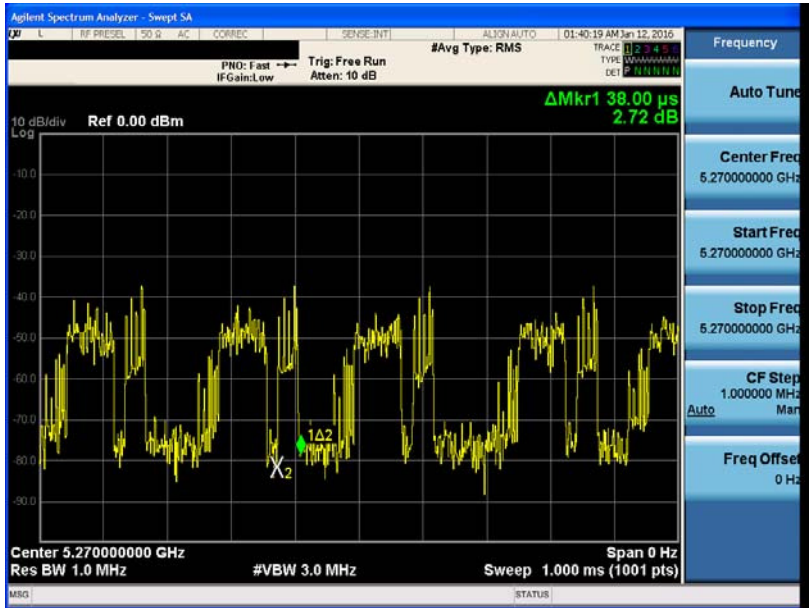 Agilent Spectrum Analyzer - Swept SA
L RF PRESEL 50 Ω AC CORREC SENSE:INT ALIGN AUTO 01:40:19 AM Jan 12, 2016
PNO: Fast
IFGain:Low
Trig: Free Run
Atten: 10 dB
#Avg Type: RMS
TRACE 1 2 3 4 5 6
TYPE
DET P N N N N N
ΔMkr1 38.00 µs
2.72 dB
10 dB/div Ref 0.00 dBm
Log
-10.0
-20.0
-30.0
-40.0
-50.0
-60.0
-70.0
-80.0
-90.0
1Δ2
2
Center 5.270000000 GHz Span 0 Hz
Res BW 1.0 MHz #VBW 3.0 MHz Sweep 1.000 ms (1001 pts)
MSG STATUS
Frequency
Auto Tune
Center Freq
5.270000000 GHz
Start Freq
5.270000000 GHz
Stop Freq
5.270000000 GHz
CF Step
1.000000 MHz
Auto Man
Freq Offset
0 Hz